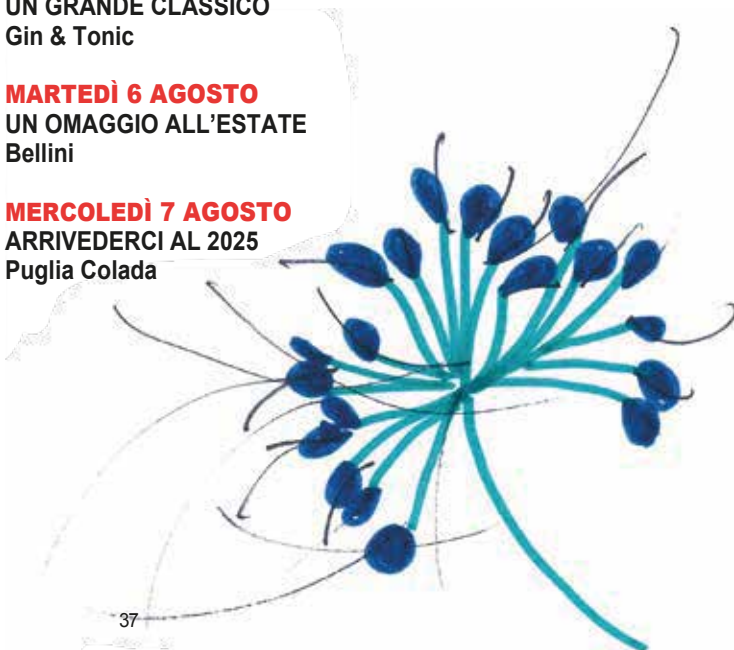 UN GRANDE CLASSICO
Gin & Tonic
MARTEDÌ 6 AGOSTO
UN OMAGGIO ALL’ESTATE
Bellini
MERCOLEDÌ 7 AGOSTO
ARRIVEDERCI AL 2025
Puglia Colada
37